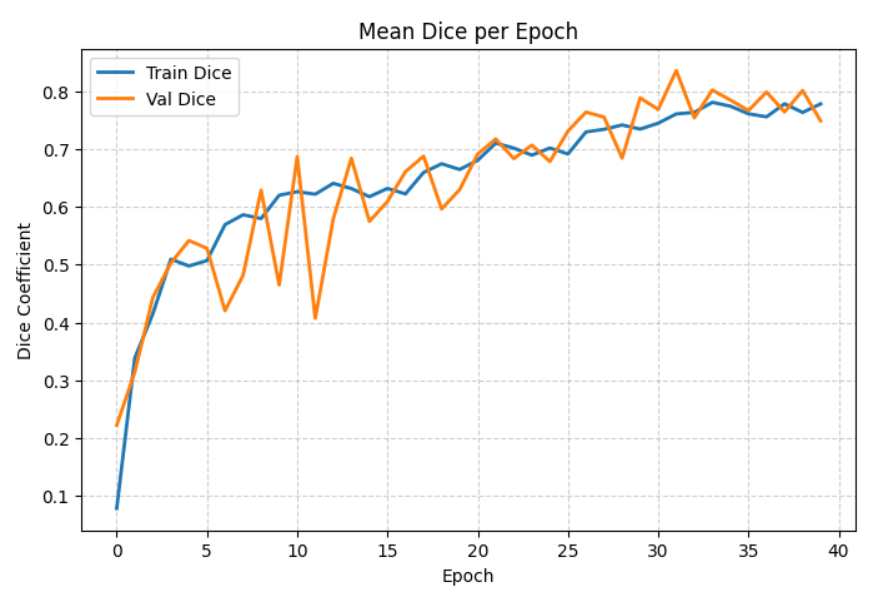 Mean Dice per Epoch
Train Dice
Val Dice
Dice Coefficient
0.8
0.7
0.6
0.5
0.4
0.3
0.2
0.1
0 5 10 15 20 25 30 35 40
Epoch